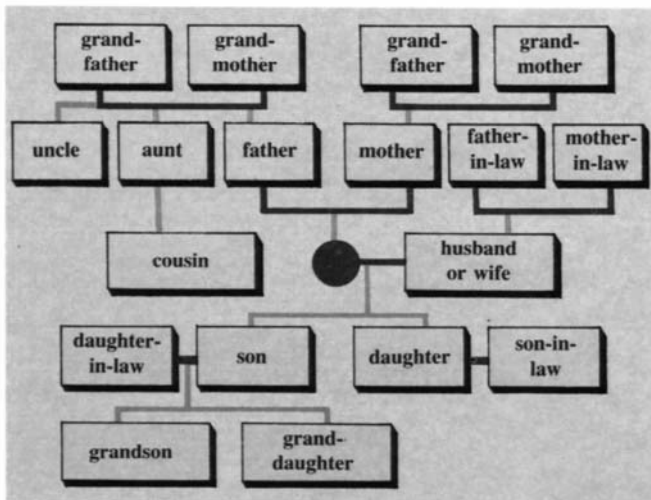 grand-
father
grand-
mother
grand-
father
grand-
mother
uncle
aunt
father
mother
father-
in-law
mother-
in-law
cousin
husband
or wife
daughter-
in-law
son
daughter
son-in-
law
grandson
grand-
daughter